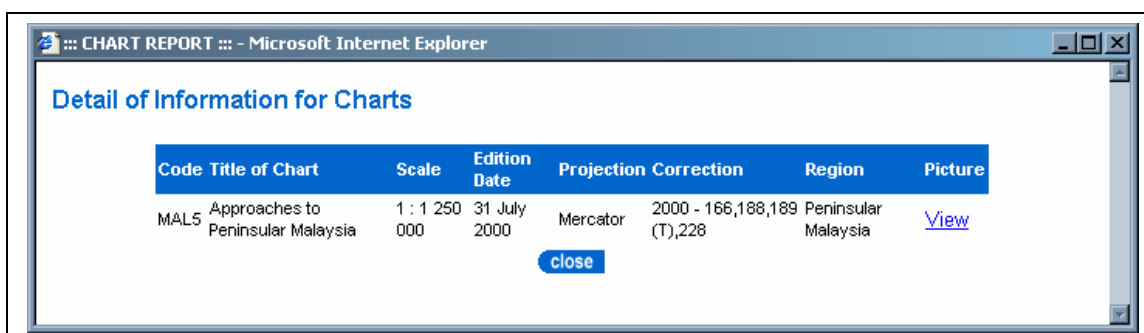 ::: CHART REPORT ::: - Microsoft Internet Explorer
Detail of Information for Charts
Code Title of Chart Scale Edition Date Projection Correction Region Picture
MAL5 Approaches to Peninsular Malaysia 1 : 1 250 000 31 July 2000 Mercator 2000 - 166,188,189 (T),228 Peninsular Malaysia View
close